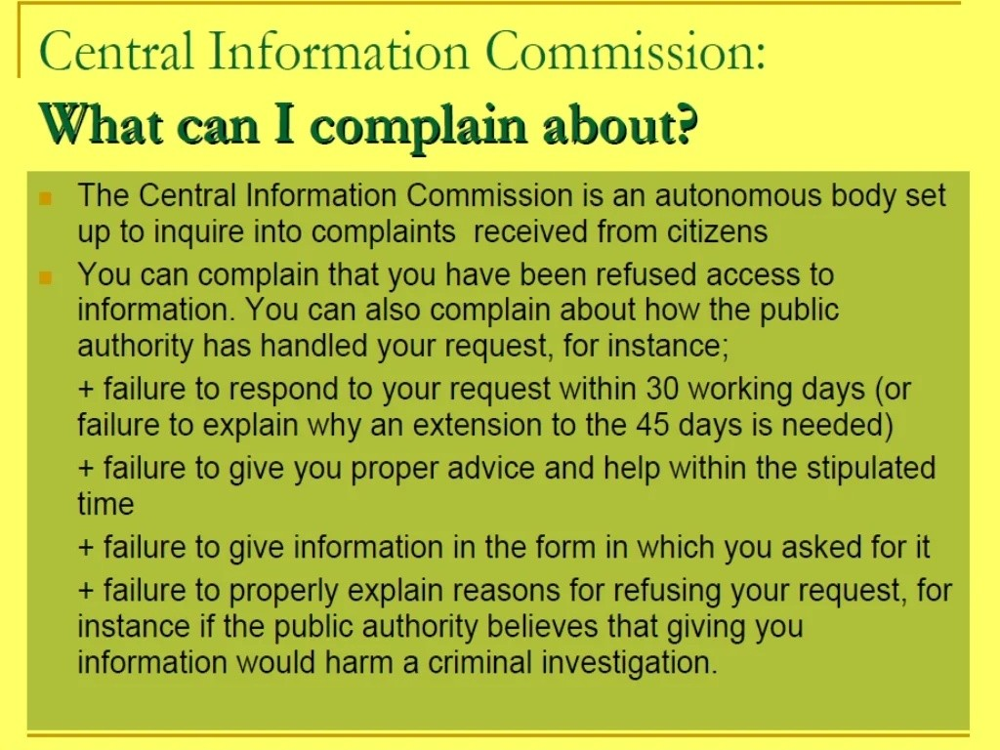 Central Information Commission:
What can I complain about?
The Central Information Commission is an autonomous body set
up to inquire into complaints  received from citizens
You can complain that you have been refused access to
information. You can also complain about how the public
authority has handled your request, for instance;
+ failure to respond to your request within 30 working days (or
failure to explain why an extension to the 45 days is needed)
+ failure to give you proper advice and help within the stipulated
time
+ failure to give information in the form in which you asked for it
+ failure to properly explain reasons for refusing your request, for
instance if the public authority believes that giving you
information would harm a criminal investigation.